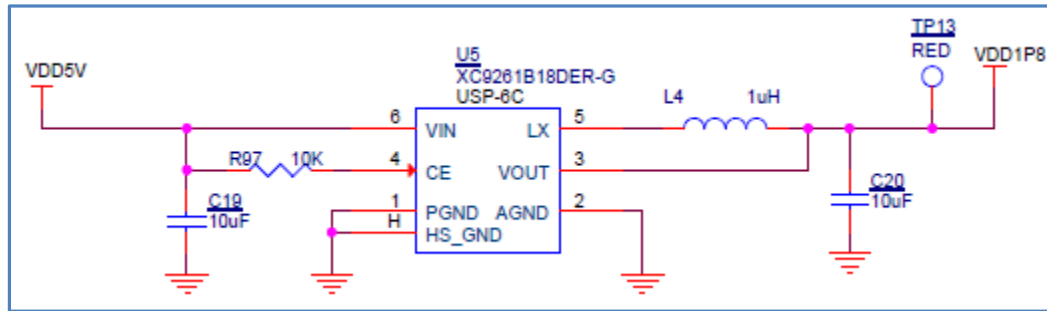 TP13
RED
VDD1P8
VDD5V
U5
XC9261B18DER-G
USP-6C
L4 1uH
6 VIN LX 5
R97 10K 4 CE VOUT 3
C19
10uF
1 PGND AGND 2
H HS_GND
C20
10uF